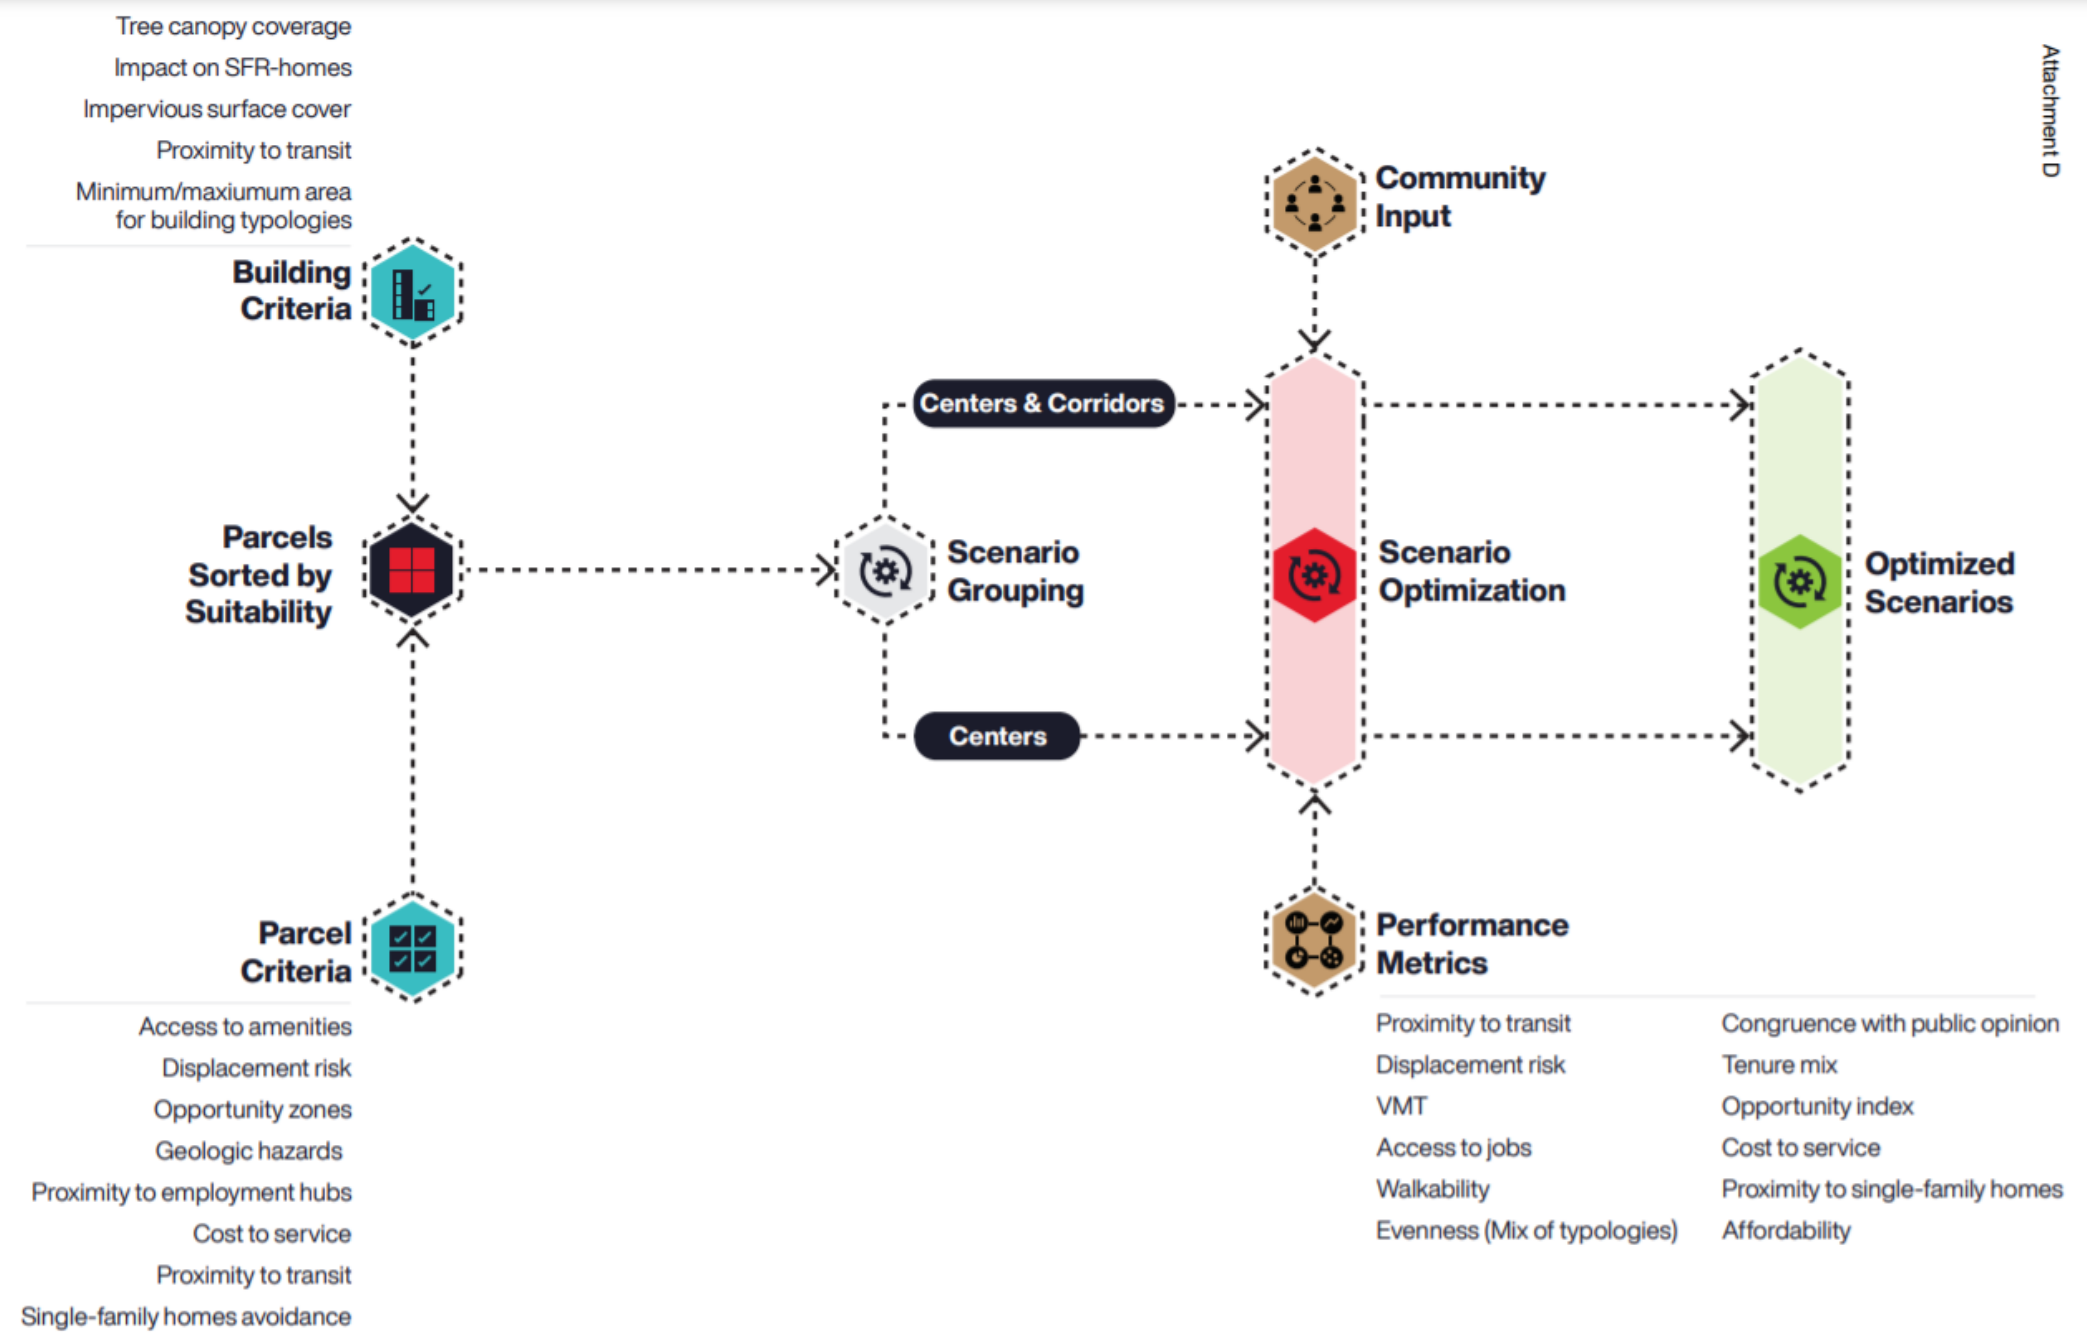 Tree canopy coverage
Impact on SFR-homes
Impervious surface cover
Proximity to transit
Minimum/maxiumum area
for building typologies
Building
Criteria
Parcels
Sorted by
Suitability
Parcel
Criteria
Access to amenities
Displacement risk
Opportunity zones
Geologic hazards
Proximity to employment hubs
Cost to service
Proximity to transit
Single-family homes avoidance
Scenario
Grouping
Centers & Corridors
Centers
Community
Input
Scenario
Optimization
Performance
Metrics
Proximity to transit
Displacement risk
VMT
Access to jobs
Walkability
Evenness (Mix of typologies)
Congruence with public opinion
Tenure mix
Opportunity index
Cost to service
Proximity to single-family homes
Affordability
Optimized
Scenarios
Attachment D